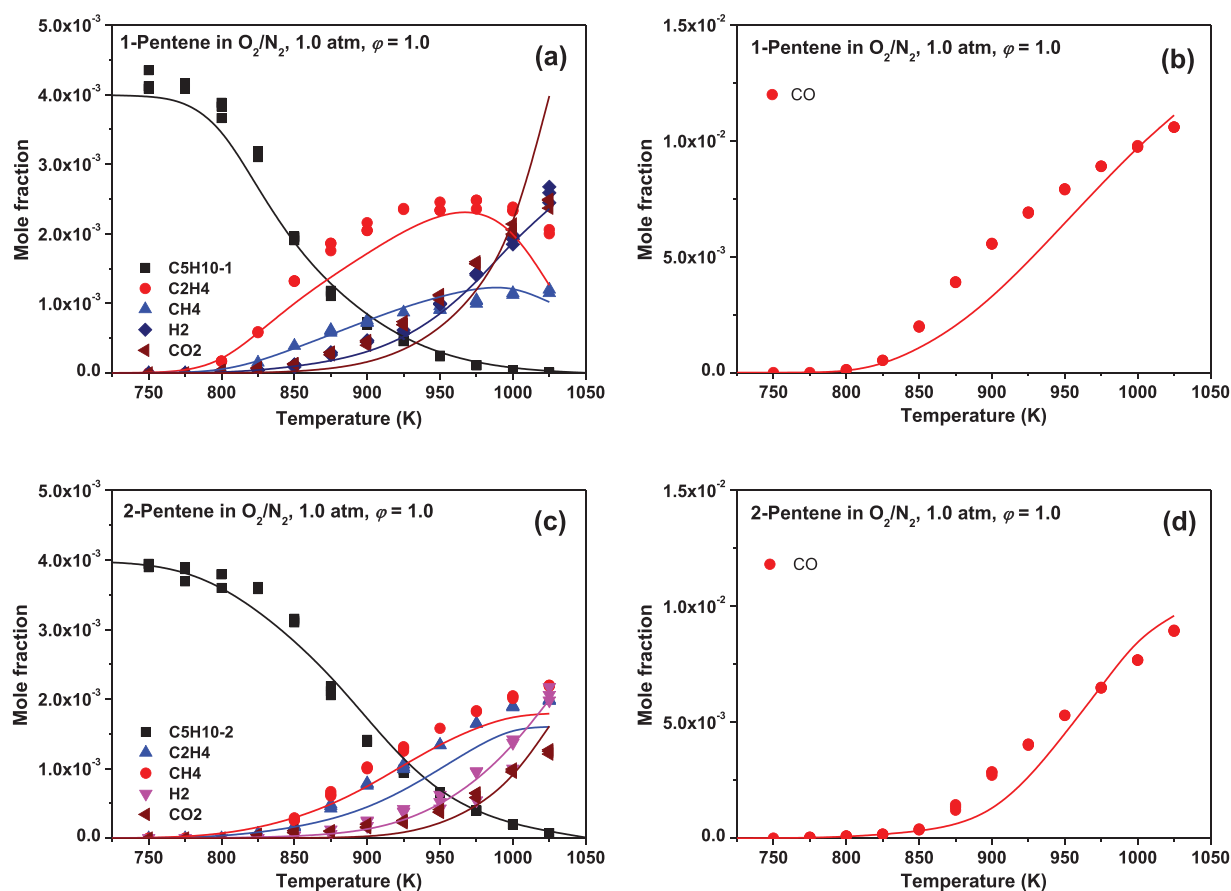 1-Pentene in O₂/N₂, 1.0 atm, φ = 1.0
(a)
Mole fraction
5.0x10⁻³
4.0x10⁻³
3.0x10⁻³
2.0x10⁻³
1.0x10⁻³
0.0
C5H10-1
C2H4
CH4
H2
CO2
750 800 850 900 950 1000 1050
Temperature (K)
1-Pentene in O₂/N₂, 1.0 atm, φ = 1.0
(b)
CO
Mole fraction
1.5x10⁻²
1.0x10⁻²
5.0x10⁻³
0.0
750 800 850 900 950 1000 1050
Temperature (K)
2-Pentene in O₂/N₂, 1.0 atm, φ = 1.0
(c)
Mole fraction
5.0x10⁻³
4.0x10⁻³
3.0x10⁻³
2.0x10⁻³
1.0x10⁻³
0.0
C5H10-2
C2H4
CH4
H2
CO2
750 800 850 900 950 1000 1050
Temperature (K)
2-Pentene in O₂/N₂, 1.0 atm, φ = 1.0
(d)
CO
Mole fraction
1.5x10⁻²
1.0x10⁻²
5.0x10⁻³
0.0
750 800 850 900 950 1000 1050
Temperature (K)